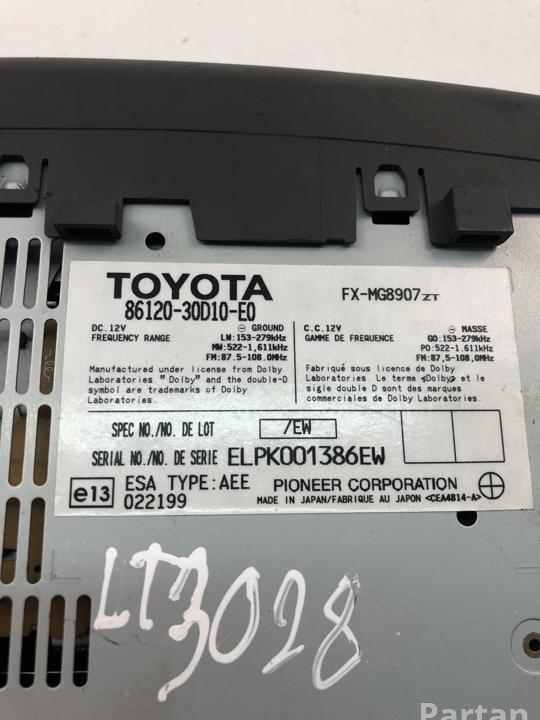 TOYOTA
86120-30D10-E0
FX-MG8907ZT
DC.12V ⊖ GROUND
FREQUENCY RANGE LW:153-279kHz
MW:522-1,611kHz
FM:87.5-108.0MHz
C.C.12V ⊖ MASSE
GAMME DE FREQUENCE GO:153-279kHz
PO:522-1.611kHz
FM:87,5-108,0MHz
Manufactured under license from Dolby
Laboratories. "Dolby" and the double-D
symbol are trademarks of Dolby
Laboratories.
Fabriqué sous licence de Dolby
Laboratories. Le terme «Dolby» et le
sigle double D sont des marques
commerciales de Dolby Laboratories.
SPEC NO./NO. DE LOT /EW
SERIAL NO./NO. DE SERIE ELPK001386EW
e13 ESA TYPE:AEE
022199
PIONEER CORPORATION
MADE IN JAPAN/FABRIQUE AU JAPON <CEA4814-A>
LT3028
Partan